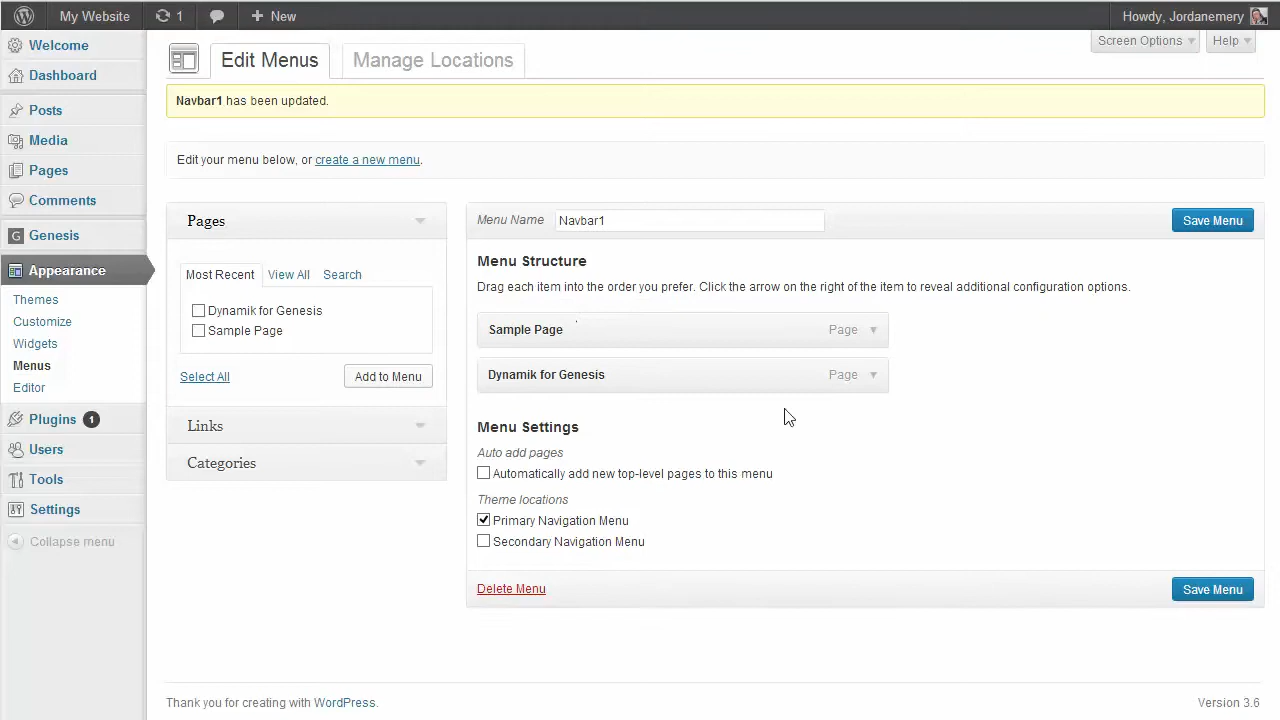 My Website 1 + New Howdy, Jordanemery
Welcome
Dashboard
Posts
Media
Pages
Comments
G Genesis
Appearance
Themes
Customize
Widgets
Menus
Editor
Plugins 1
Users
Tools
Settings
Collapse menu
Screen Options Help
Edit Menus Manage Locations
Navbar1 has been updated.
Edit your menu below, or create a new menu.
Pages
Most Recent View All Search
Dynamik for Genesis
Sample Page
Select All Add to Menu
Links
Categories
Menu Name Navbar1 Save Menu
Menu Structure
Drag each item into the order you prefer. Click the arrow on the right of the item to reveal additional configuration options.
Sample Page Page
Dynamik for Genesis Page
Menu Settings
Auto add pages
Automatically add new top-level pages to this menu
Theme locations
Primary Navigation Menu
Secondary Navigation Menu
Delete Menu Save Menu
Thank you for creating with WordPress. Version 3.6